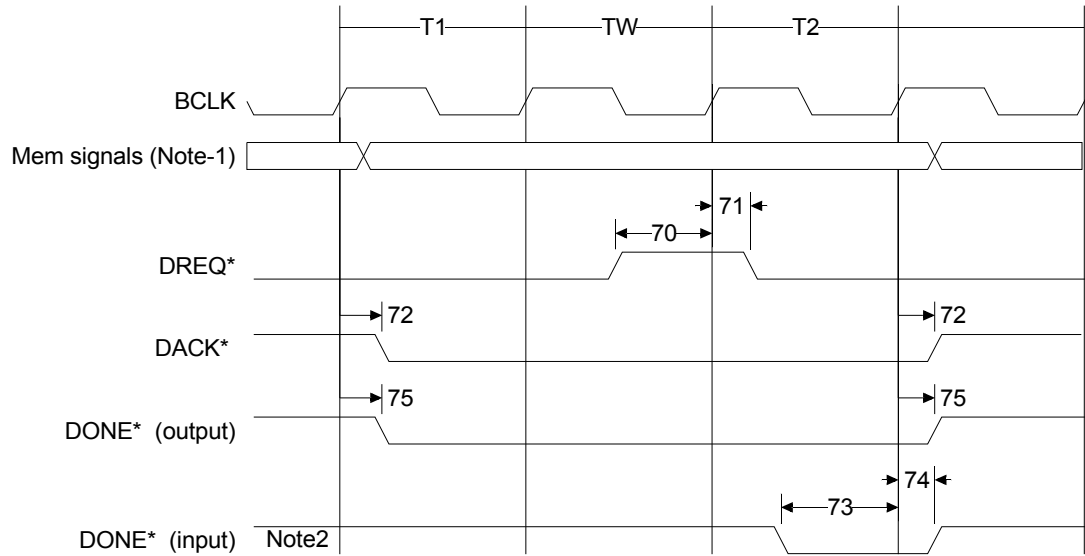 T1 TW T2
BCLK
Mem signals (Note-1)
71
70
DREQ*
72 72
DACK*
75 75
DONE* (output)
74
73
DONE* (input) Note2